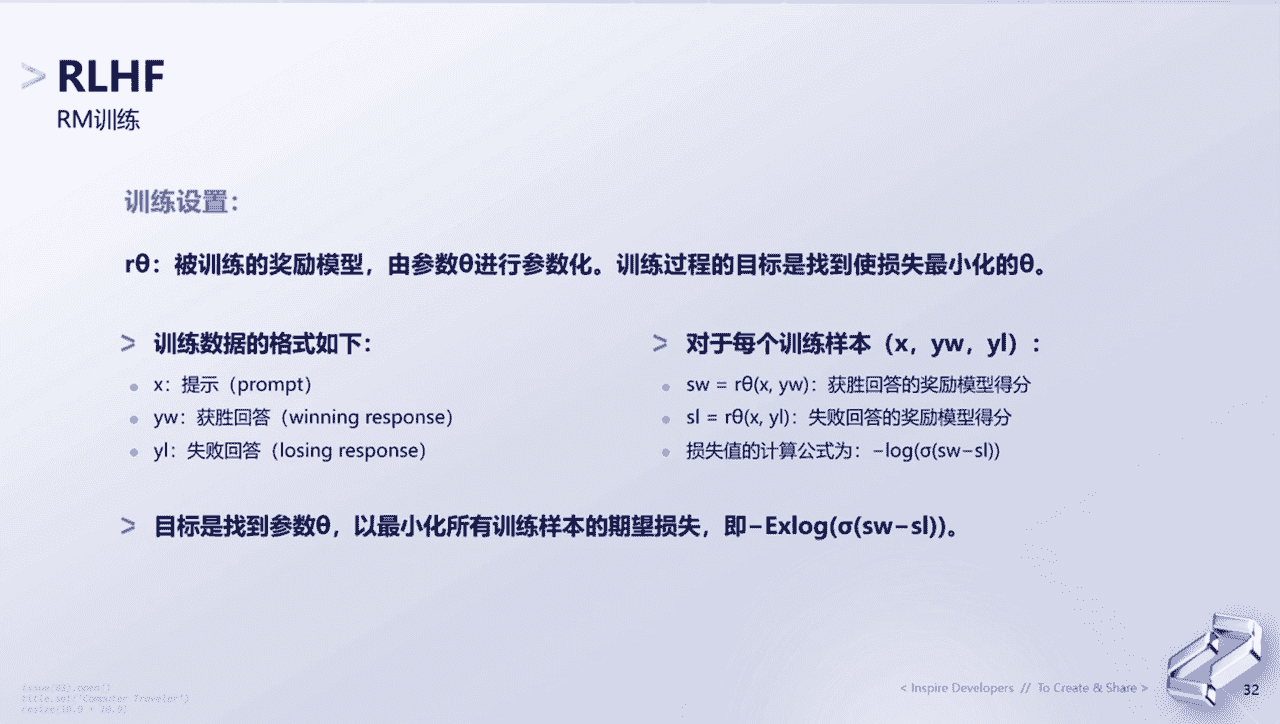 > RLHF
RM训练
训练设置：
rθ：被训练的奖励模型，由参数θ进行参数化。训练过程的目标是找到使损失最小化的θ。
> 训练数据的格式如下：
• x：提示（prompt）
• yw：获胜回答（winning response）
• yl：失败回答（losing response）
> 对于每个训练样本（x，yw，yl）：
• sw = rθ(x, yw)：获胜回答的奖励模型得分
• sl = rθ(x, yl)：失败回答的奖励模型得分
• 损失值的计算公式为：−log(σ(sw−sl))
> 目标是找到参数θ，以最小化所有训练样本的期望损失，即−Exlog(σ(sw−sl))。
title.set('Computer Traveler')
< Inspire Developers // To Create & Share >
32